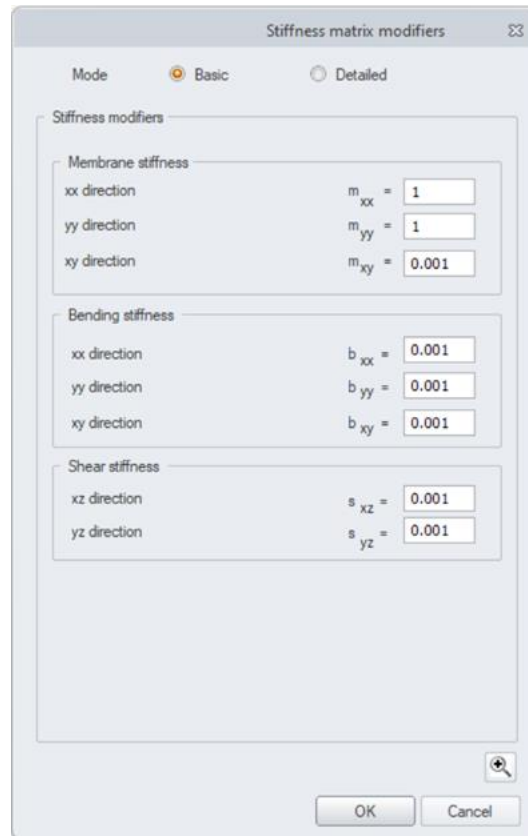 Stiffness matrix modifiers
Mode Basic Detailed
Stiffness modifiers
Membrane stiffness
xx direction m xx = 1
yy direction m yy = 1
xy direction m xy = 0.001
Bending stiffness
xx direction b xx = 0.001
yy direction b yy = 0.001
xy direction b xy = 0.001
Shear stiffness
xz direction s xz = 0.001
yz direction s yz = 0.001
OK Cancel